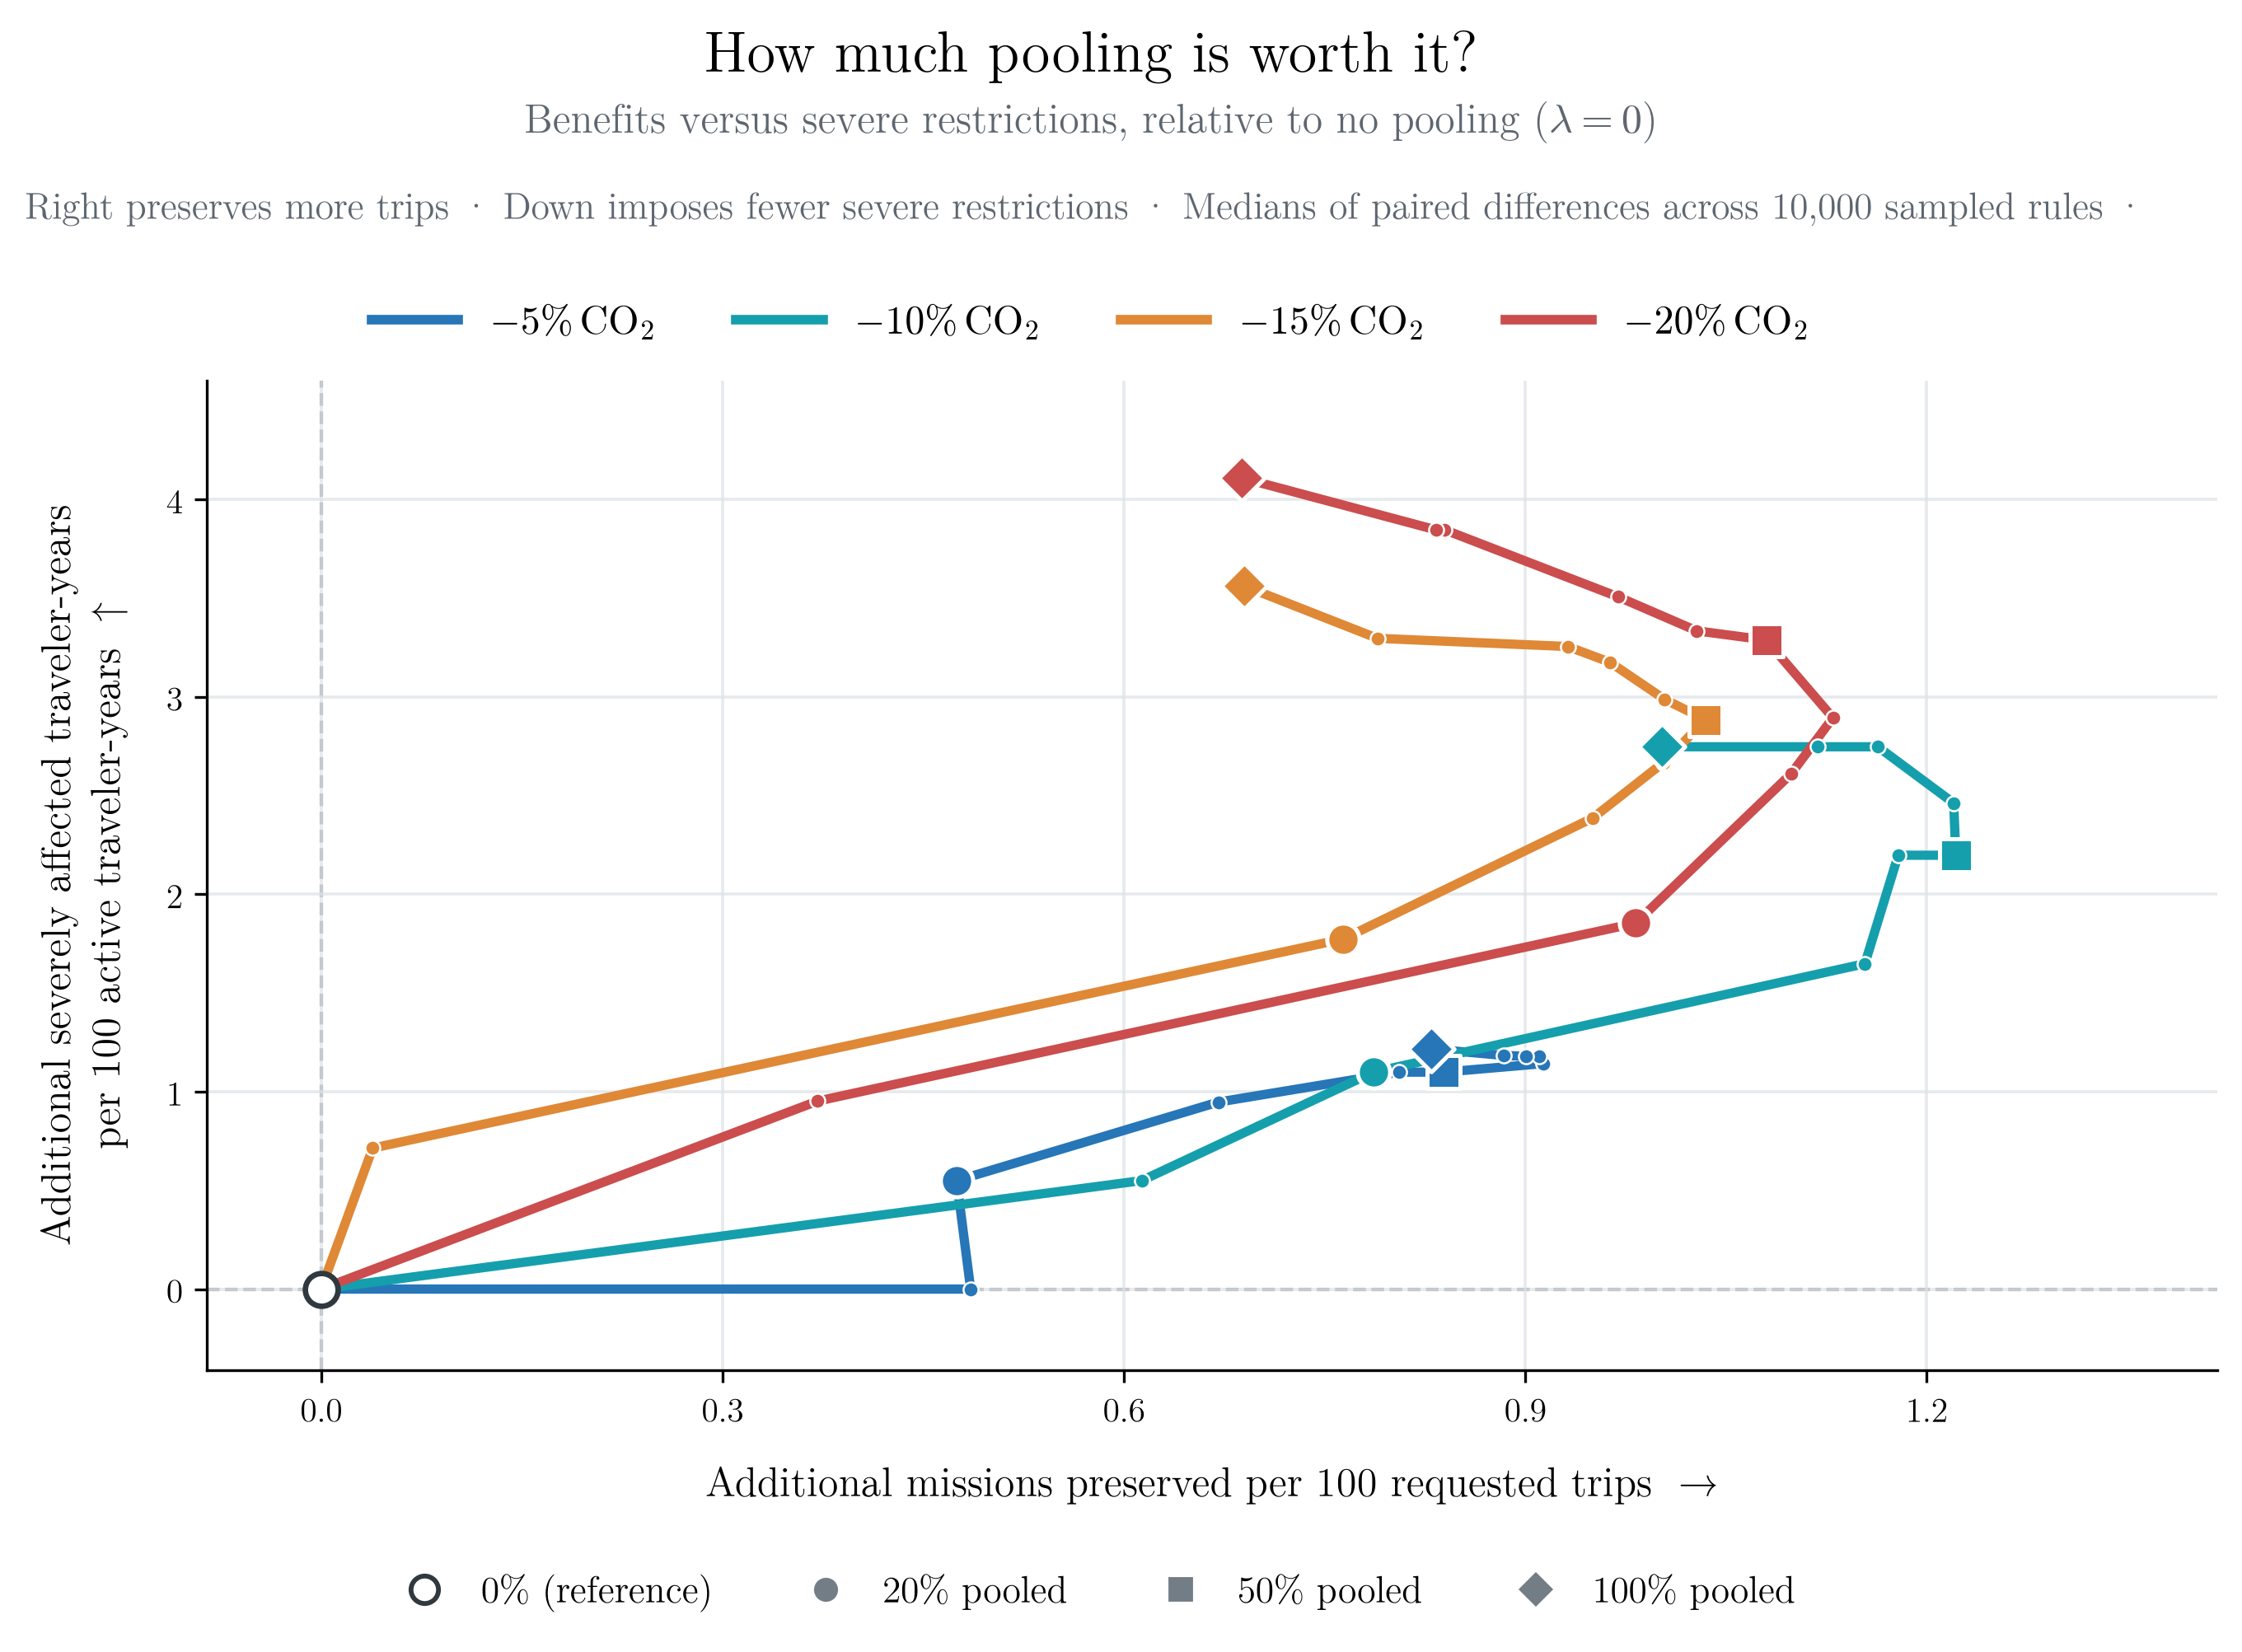 How much pooling is worth it?
Benefits versus severe restrictions, relative to no pooling (λ = 0)
Right preserves more trips · Down imposes fewer severe restrictions · Medians of paired differences across 10,000 sampled rules ·
−5% CO₂
−10% CO₂
−15% CO₂
−20% CO₂
Additional severely affected traveler-years
per 100 active traveler-years ↑
4
3
2
1
0
0.0
0.3
0.6
0.9
1.2
Additional missions preserved per 100 requested trips →
0% (reference)
20% pooled
50% pooled
100% pooled